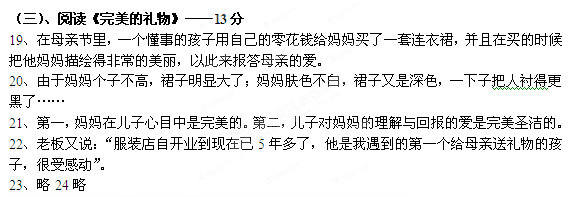 （三）、阅读《完美的礼物》——13 分
19、在母亲节里，一个懂事的孩子用自己的零花钱给妈妈买了一套连衣裙，并且在买的时候
把他妈妈描绘得非常的美丽，以此来报答母亲的爱。
20、由于妈妈个子不高，裙子明显大了；妈妈肤色不白，裙子又是深色，一下子把人衬得更
黑了……
21、第一，妈妈在儿子心目中是完美的。第二，儿子对妈妈的理解与回报的爱是完美圣洁的。
22、老板又说：“服装店自开业到现在已 5 年多了，他是我遇到的第一个给母亲送礼物的孩
子，很受感动”。
23、略 24 略